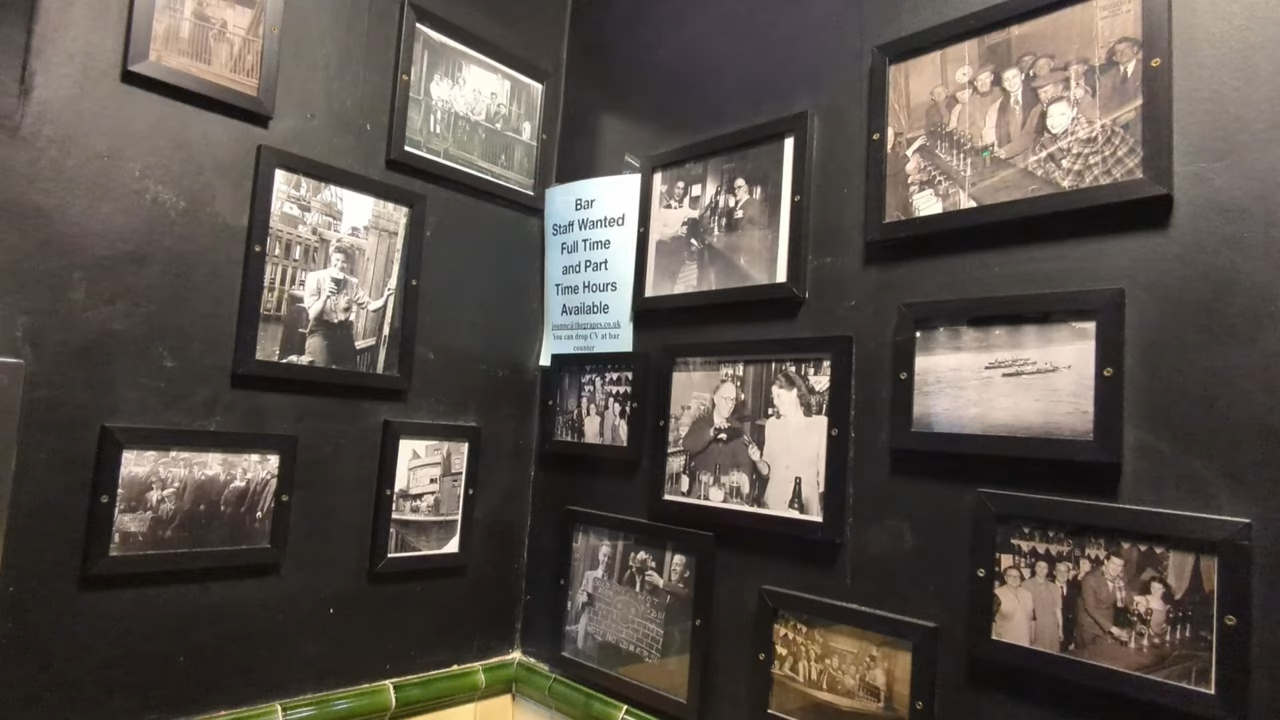 Bar
Staff Wanted
Full Time
and Part
Time Hours
Available
joanne@thegrapes.co.uk
You can drop CV at bar
counter